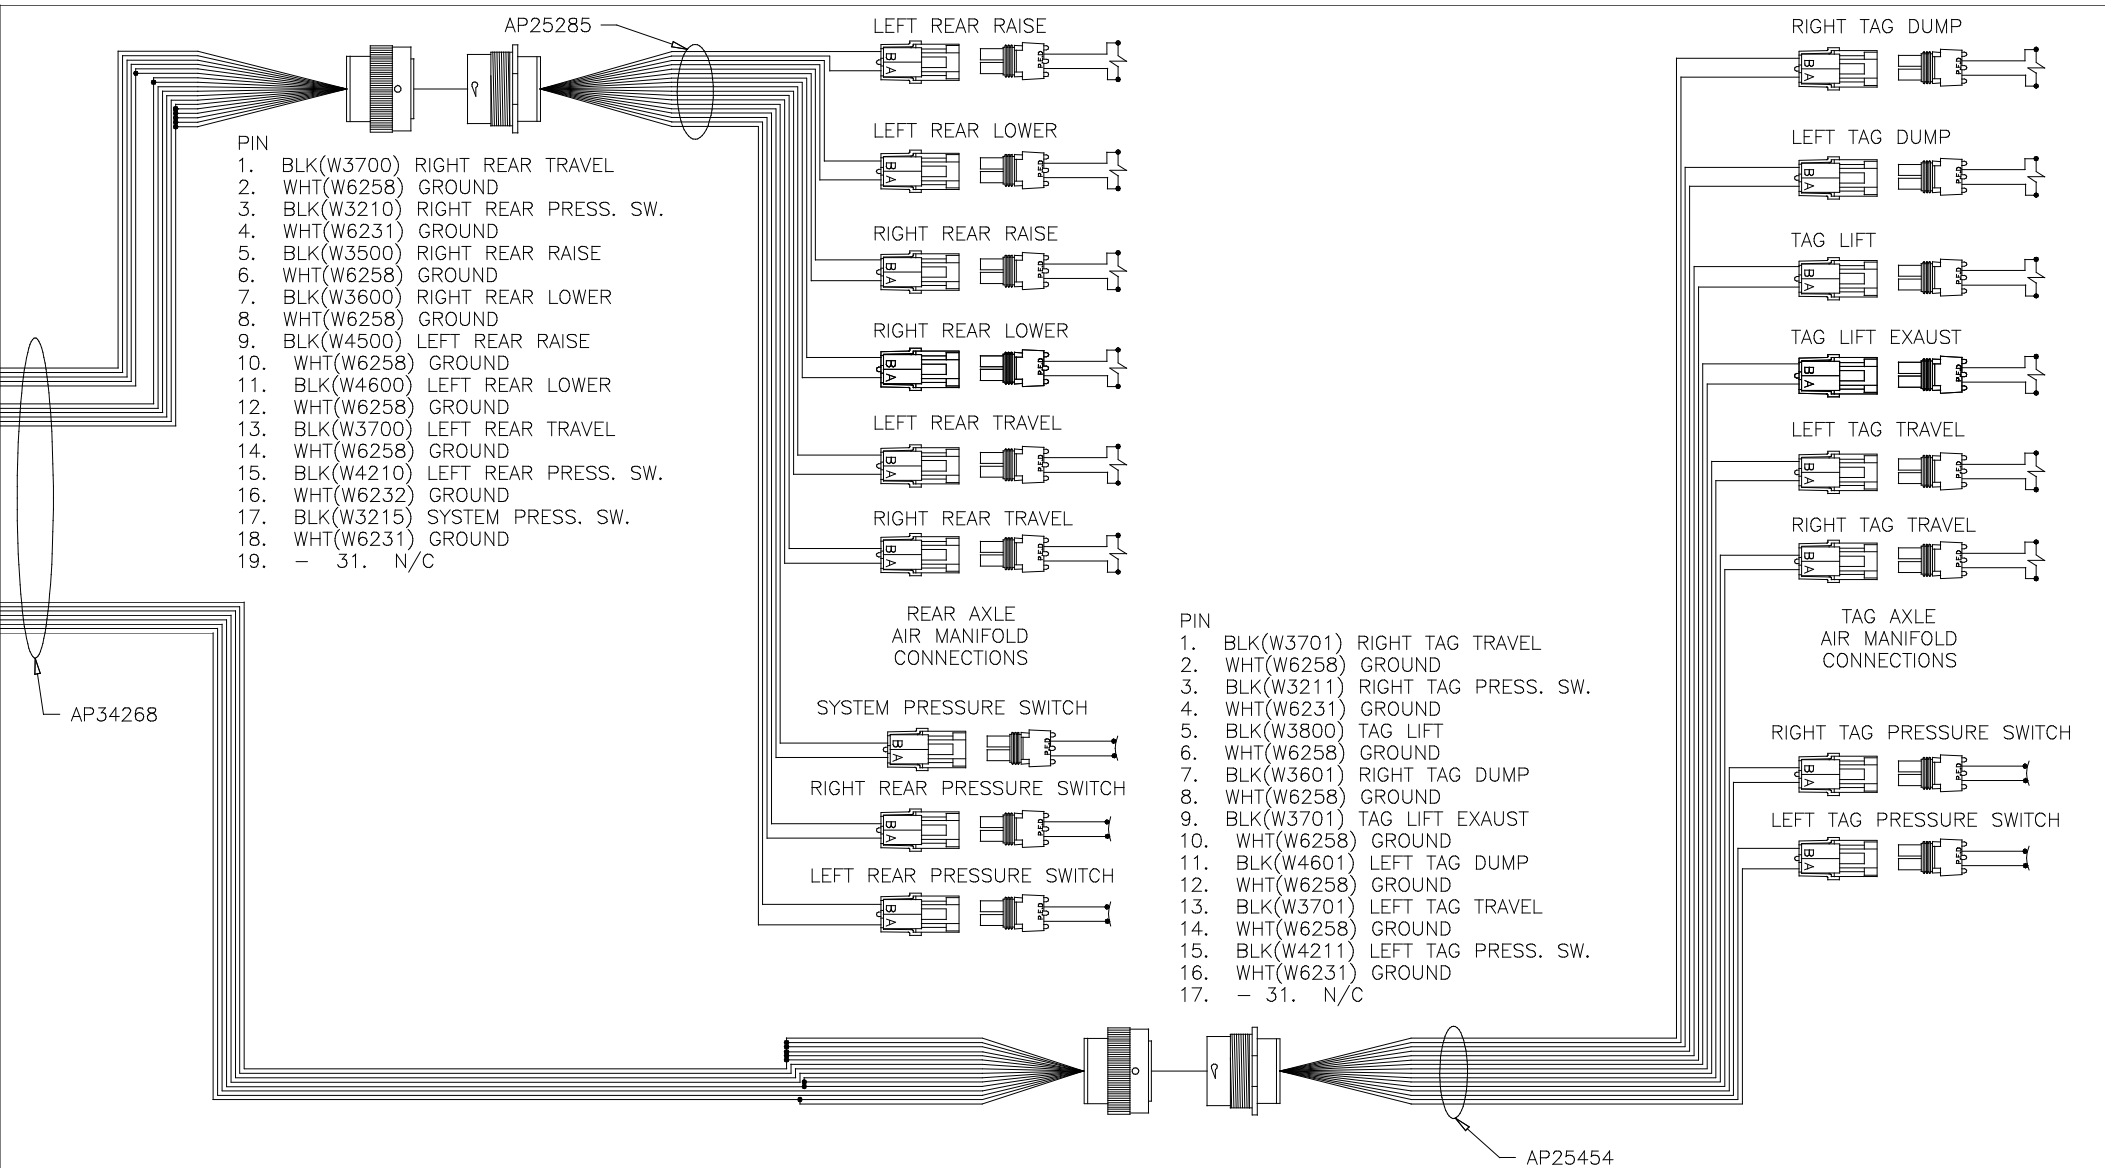 AP25285
PIN
1. BLK(W3700) RIGHT REAR TRAVEL
2. WHT(W6258) GROUND
3. BLK(W3210) RIGHT REAR PRESS. SW.
4. WHT(W6231) GROUND
5. BLK(W3500) RIGHT REAR RAISE
6. WHT(W6258) GROUND
7. BLK(W3600) RIGHT REAR LOWER
8. WHT(W6258) GROUND
9. BLK(W4500) LEFT REAR RAISE
10. WHT(W6258) GROUND
11. BLK(W4600) LEFT REAR LOWER
12. WHT(W6258) GROUND
13. BLK(W3700) LEFT REAR TRAVEL
14. WHT(W6258) GROUND
15. BLK(W4210) LEFT REAR PRESS. SW.
16. WHT(W6232) GROUND
17. BLK(W3215) SYSTEM PRESS. SW.
18. WHT(W6231) GROUND
19. – 31. N/C
AP34268
LEFT REAR RAISE
B A
P.E.D.
LEFT REAR LOWER
B A
P.E.D.
RIGHT REAR RAISE
B A
P.E.D.
RIGHT REAR LOWER
B A
P.E.D.
LEFT REAR TRAVEL
B A
P.E.D.
RIGHT REAR TRAVEL
B A
P.E.D.
REAR AXLE
AIR MANIFOLD
CONNECTIONS
SYSTEM PRESSURE SWITCH
B A
P.E.D.
RIGHT REAR PRESSURE SWITCH
B A
P.E.D.
LEFT REAR PRESSURE SWITCH
B A
P.E.D.
PIN
1. BLK(W3701) RIGHT TAG TRAVEL
2. WHT(W6258) GROUND
3. BLK(W3211) RIGHT TAG PRESS. SW.
4. WHT(W6231) GROUND
5. BLK(W3800) TAG LIFT
6. WHT(W6258) GROUND
7. BLK(W3601) RIGHT TAG DUMP
8. WHT(W6258) GROUND
9. BLK(W3701) TAG LIFT EXAUST
10. WHT(W6258) GROUND
11. BLK(W4601) LEFT TAG DUMP
12. WHT(W6258) GROUND
13. BLK(W3701) LEFT TAG TRAVEL
14. WHT(W6258) GROUND
15. BLK(W4211) LEFT TAG PRESS. SW.
16. WHT(W6231) GROUND
17. – 31. N/C
AP25454
RIGHT TAG DUMP
B A
P.E.D.
LEFT TAG DUMP
B A
P.E.D.
TAG LIFT
B A
P.E.D.
TAG LIFT EXAUST
B A
P.E.D.
LEFT TAG TRAVEL
B A
P.E.D.
RIGHT TAG TRAVEL
B A
P.E.D.
TAG AXLE
AIR MANIFOLD
CONNECTIONS
RIGHT TAG PRESSURE SWITCH
B A
P.E.D.
LEFT TAG PRESSURE SWITCH
B A
P.E.D.